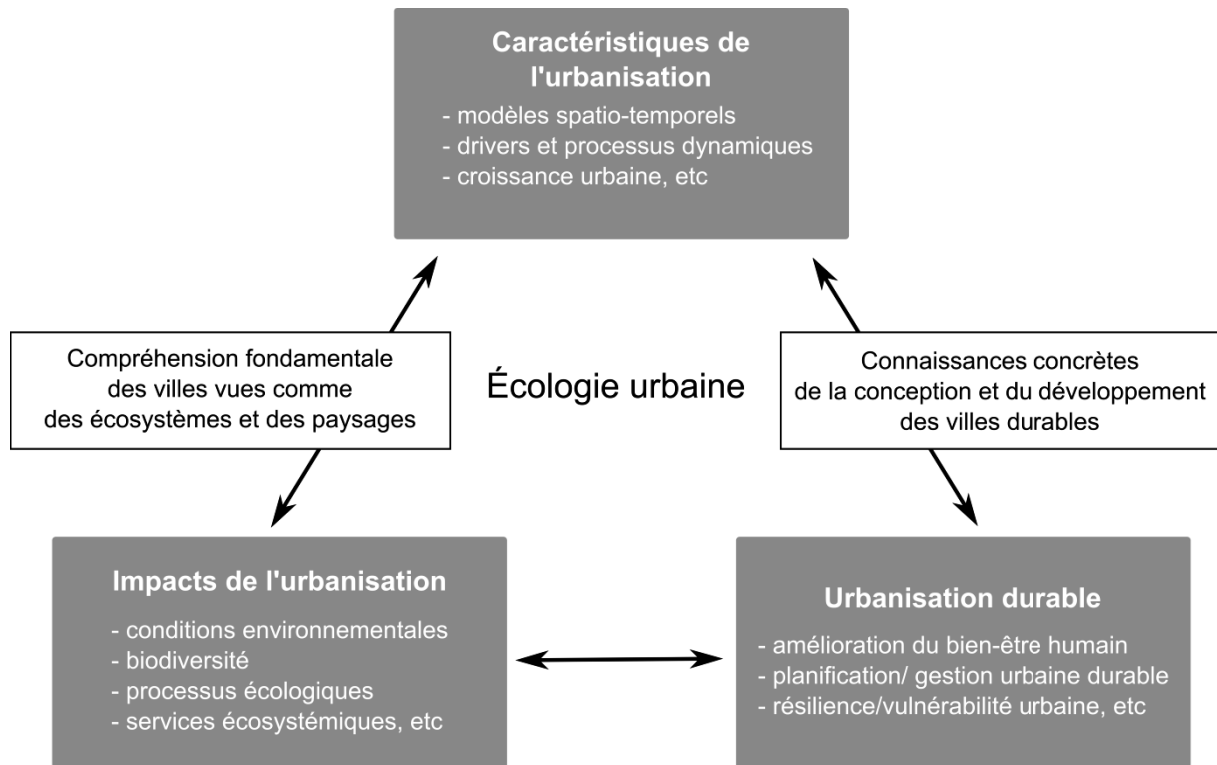 Caractéristiques de
l'urbanisation
- modèles spatio-temporels
- drivers et processus dynamiques
- croissance urbaine, etc
Compréhension fondamentale
des villes vues comme
des écosystèmes et des paysages
Écologie urbaine
Connaissances concrètes
de la conception et du développement
des villes durables
Impacts de l'urbanisation
- conditions environnementales
- biodiversité
- processus écologiques
- services écosystémiques, etc
Urbanisation durable
- amélioration du bien-être humain
- planification/ gestion urbaine durable
- résilience/vulnérabilité urbaine, etc